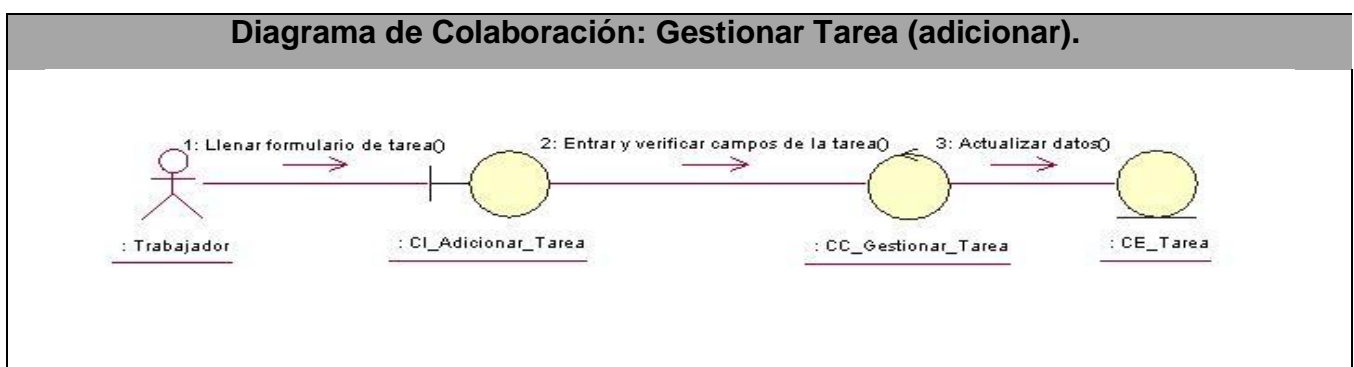 Diagrama de Colaboración: Gestionar Tarea (adicionar).
1: Llenar formulario de tarea()
2: Entrar y verificar campos de la tarea()
3: Actualizar datos()
: Trabajador
: CI_Adicionar_Tarea
: CC_Gestionar_Tarea
: CE_Tarea